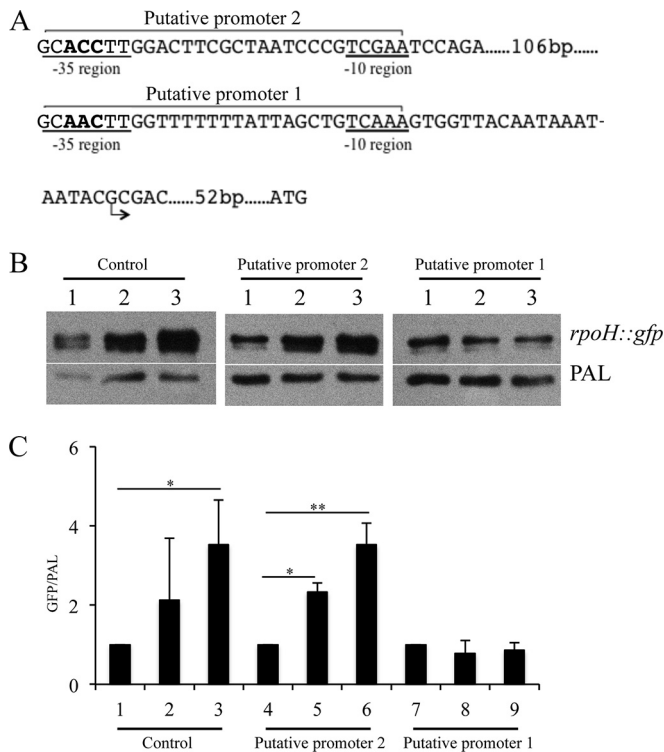 A
Putative promoter 2
GCACCTTGGACTTCGCTAATCCCGTCGAATCCAGA......106bp......
-35 region -10 region
Putative promoter 1
GCAACTTGGTTTTTTTATTAGCTGTCAAAGTGGTTACAATAAAT-
-35 region -10 region
AATACGCGAC......52bp......ATG
B
Control Putative promoter 2 Putative promoter 1
1 2 3 1 2 3 1 2 3
rpoH::gfp
PAL
C
6
4
2
0
GFP/PAL
* ** *
1 2 3 4 5 6 7 8 9
Control Putative promoter 2 Putative promoter 1